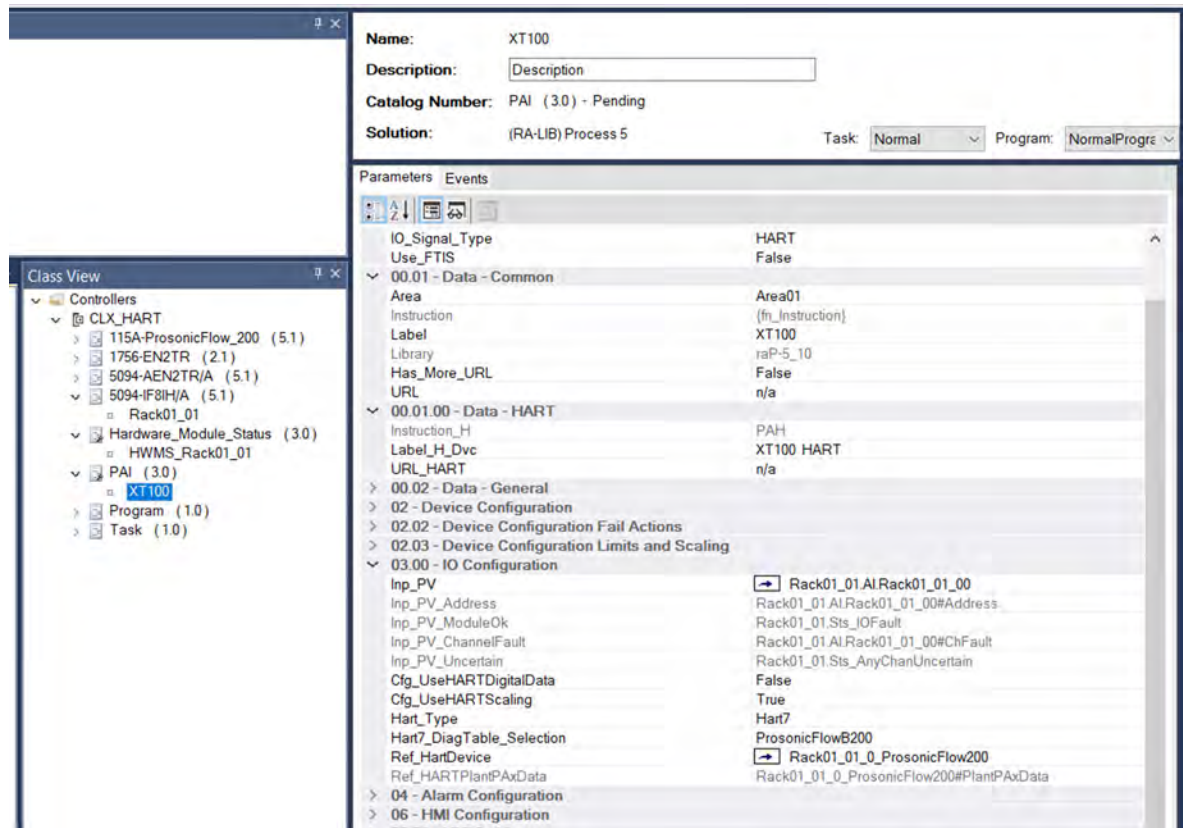 Name: XT100
Description: Description
Catalog Number: PAI (3.0) - Pending
Solution: (RA-LIB) Process 5 Task: Normal Program: NormalProgra
Parameters Events
IO_Signal_Type HART
Use_FTIS False
00.01 - Data - Common
Area Area01
Instruction {fn_Instruction}
Label XT100
Library raP-5_10
Has_More_URL False
URL n/a
00.01.00 - Data - HART
Instruction_H PAH
Label_H_Dvc XT100 HART
URL_HART n/a
00.02 - Data - General
02 - Device Configuration
02.02 - Device Configuration Fail Actions
02.03 - Device Configuration Limits and Scaling
03.00 - IO Configuration
Inp_PV Rack01_01.AI.Rack01_01_00
Inp_PV_Address Rack01_01.AI.Rack01_01_00#Address
Inp_PV_ModuleOk Rack01_01.Sts_IOFault
Inp_PV_ChannelFault Rack01_01.AI.Rack01_01_00#ChFault
Inp_PV_Uncertain Rack01_01.Sts_AnyChanUncertain
Cfg_UseHARTDigitalData False
Cfg_UseHARTScaling True
Hart_Type Hart7
Hart7_DiagTable_Selection ProsonicFlowB200
Ref_HartDevice Rack01_01_0_ProsonicFlow200
Ref_HARTPlantPAxData Rack01_01_0_ProsonicFlow200#PlantPAxData
04 - Alarm Configuration
06 - HMI Configuration
Class View
Controllers
CLX_HART
115A-ProsonicFlow_200 (5.1)
1756-EN2TR (2.1)
5094-AEN2TR/A (5.1)
5094-IF8IH/A (5.1)
Rack01_01
Hardware_Module_Status (3.0)
HWMS_Rack01_01
PAI (3.0)
XT100
Program (1.0)
Task (1.0)